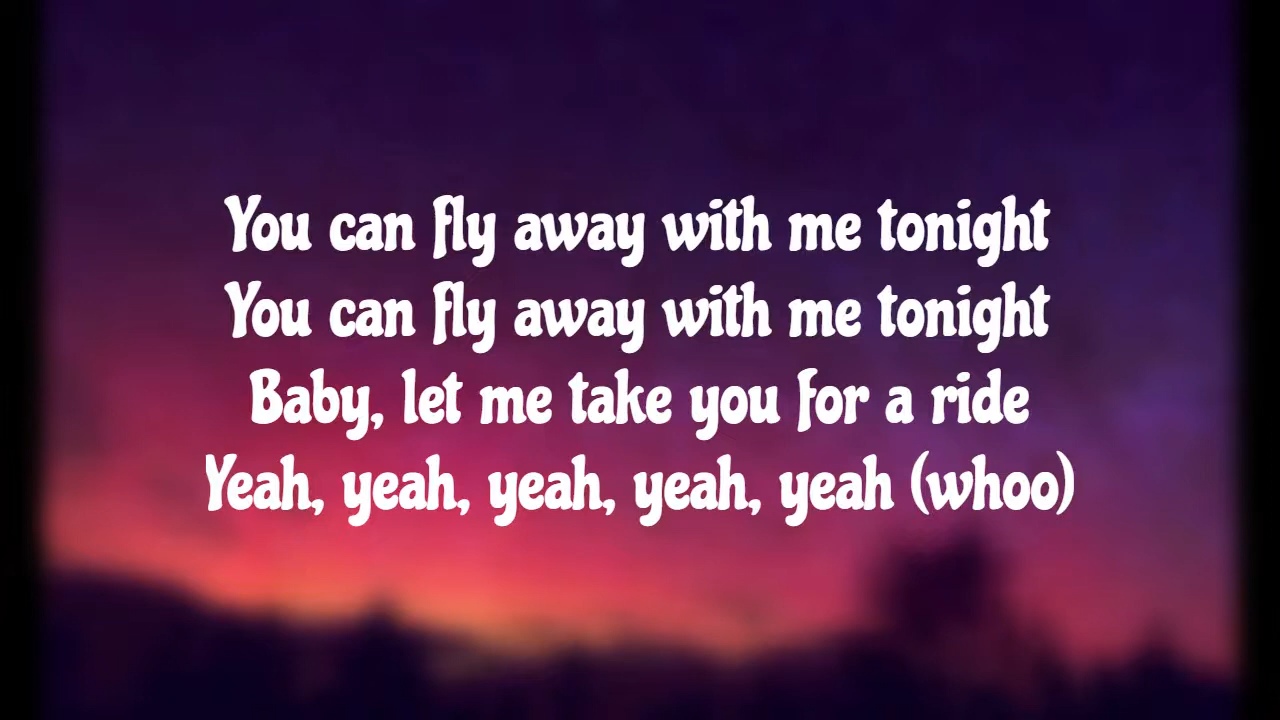 You can fly away with me tonight
You can fly away with me tonight
Baby, let me take you for a ride
Yeah, yeah, yeah, yeah, yeah (whoo)